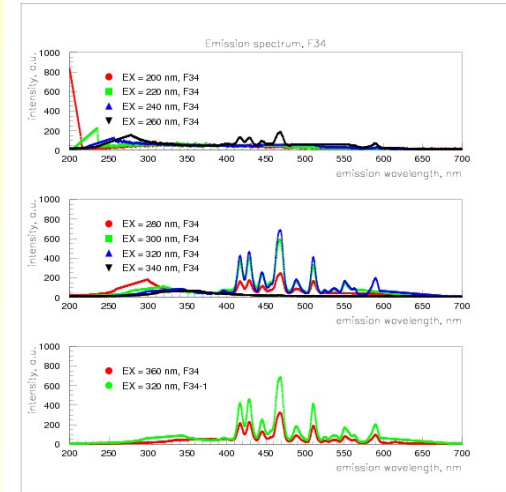 Emission spectrum, F34
intensity, a.u.
1000
800
600
400
200
0
EX = 200 nm, F34
EX = 220 nm, F34
EX = 240 nm, F34
EX = 260 nm, F34
200 250 300 350 400 450 500 550 600 650 700
emission wavelength, nm
intensity, a.u.
1000
800
600
400
200
0
EX = 280 nm, F34
EX = 300 nm, F34
EX = 320 nm, F34
EX = 340 nm, F34
200 250 300 350 400 450 500 550 600 650 700
emission wavelength, nm
intensity, a.u.
1000
800
600
400
200
0
EX = 360 nm, F34
EX = 320 nm, F34-1
200 250 300 350 400 450 500 550 600 650 700
emission wavelength, nm